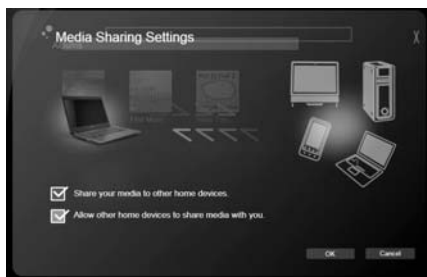 Media Sharing Settings
X
Share your media to other home devices.
Allow other home devices to share media with you.
OK
Cancel